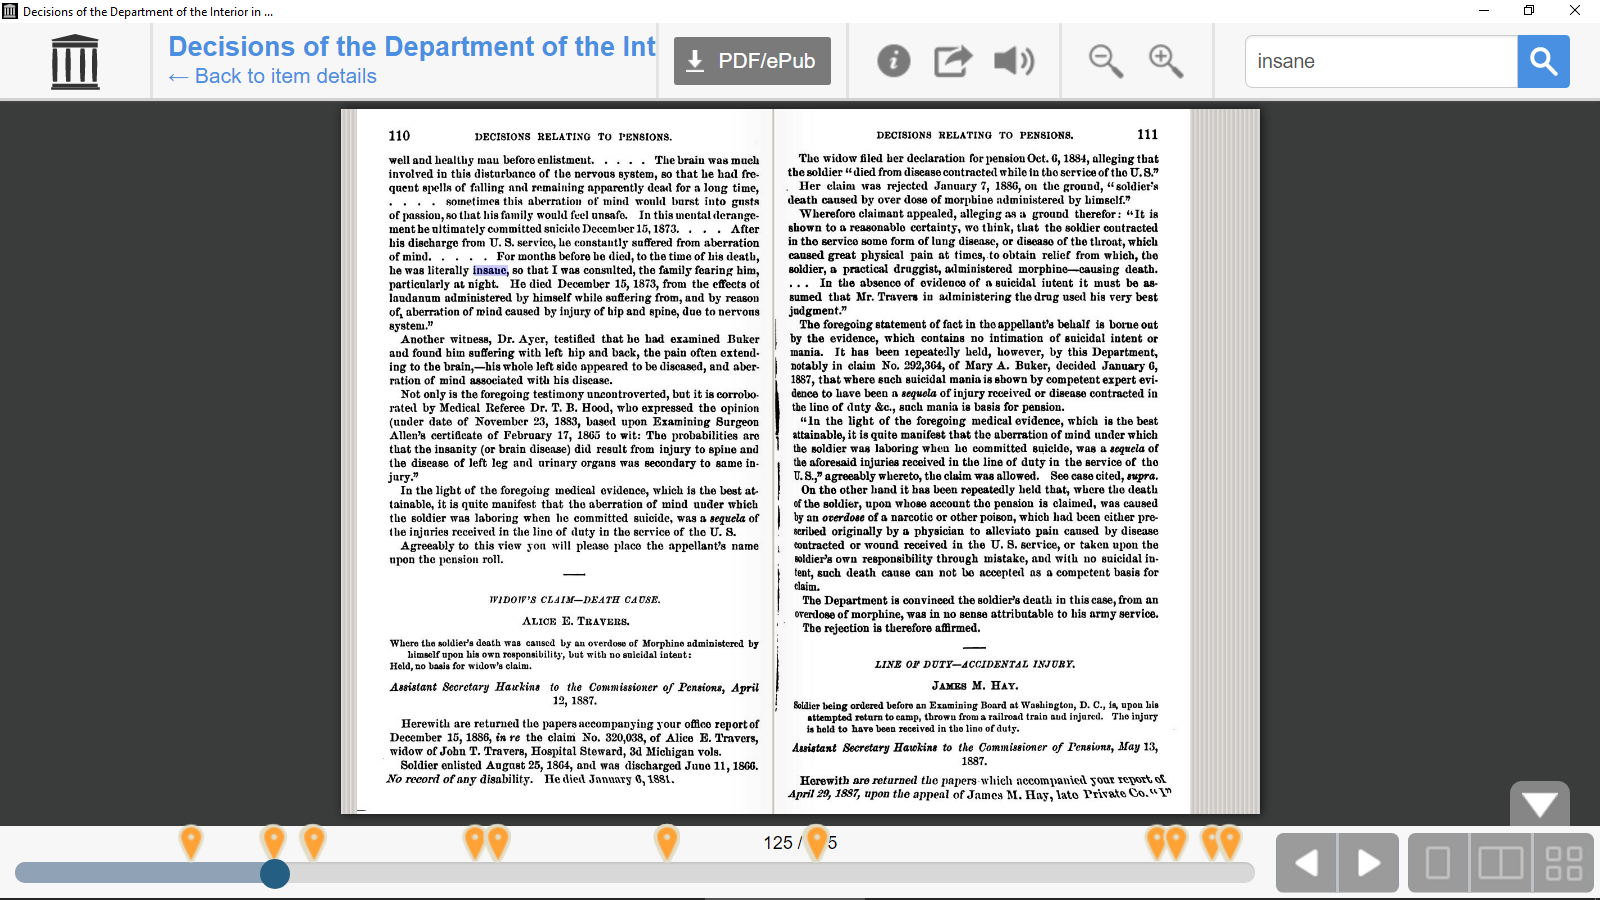 Decisions of the Department of the Interior in ...
Decisions of the Department of the Int
← Back to item details
PDF/ePub
insane
110 DECISIONS RELATING TO PENSIONS.
well and healthy man before enlistment. . . . . The brain was much
involved in this disturbance of the nervous system, so that he had fre-
quent spells of falling and remaining apparently dead for a long time,
. . . . sometimes this aberration of mind would burst into gusts
of passion, so that his family would feel unsafe. In this mental derange-
ment he ultimately committed suicide December 15, 1873. . . . After
his discharge from U. S. service, he constantly suffered from aberration
of mind. . . . . For months before he died, to the time of his death,
he was literally insane, so that I was consulted, the family fearing him,
particularly at night. He died December 15, 1873, from the effects of
laudanum administered by himself while suffering from, and by reason
of, aberration of mind caused by injury of hip and spine, due to nervous
system."
Another witness, Dr. Ayer, testified that he had examined Buker
and found him suffering with left hip and back, the pain often extend-
ing to the brain,—his whole left side appeared to be diseased, and aber-
ration of mind associated with his disease.
Not only is the foregoing testimony uncontroverted, but it is corrobo-
rated by Medical Referee Dr. T. B. Hood, who expressed the opinion
(under date of November 23, 1883, based upon Examining Surgeon
Allen's certificate of February 17, 1865 to wit: The probabilities are
that the insanity (or brain disease) did result from injury to spine and
the disease of left leg and urinary organs was secondary to same in-
jury."
In the light of the foregoing medical evidence, which is the best at-
tainable, it is quite manifest that the aberration of mind under which
the soldier was laboring when he committed suicide, was a sequela of
the injuries received in the line of duty in the service of the U. S.
Agreeably to this view you will please place the appellant's name
upon the pension roll.
WIDOW'S CLAIM—DEATH CAUSE.
ALICE E. TRAVERS.
Where the soldier's death was caused by an overdose of Morphine administered by
himself upon his own responsibility, but with no suicidal intent:
Held, no basis for widow's claim.
Assistant Secretary Hawkins to the Commissioner of Pensions, April
12, 1887.
Herewith are returned the papers accompanying your office report of
December 15, 1886, in re the claim No. 320,038, of Alice E. Travers,
widow of John T. Travers, Hospital Steward, 3d Michigan vols.
Soldier enlisted August 25, 1864, and was discharged June 11, 1866.
No record of any disability. He died January 6, 1881.
DECISIONS RELATING TO PENSIONS. 111
The widow filed her declaration for pension Oct. 6, 1884, alleging that
the soldier "died from disease contracted while in the service of the U. S."
Her claim was rejected January 7, 1886, on the ground, "soldier's
death caused by over dose of morphine administered by himself."
Wherefore claimant appealed, alleging as a ground therefor: "It is
shown to a reasonable certainty, we think, that the soldier contracted
in the service some form of lung disease, or disease of the throat, which
caused great physical pain at times, to obtain relief from which, the
soldier, a practical druggist, administered morphine—causing death.
. . . In the absence of evidence of a suicidal intent it must be as-
sumed that Mr. Travers in administering the drug used his very best
judgment."
The foregoing statement of fact in the appellant's behalf is borne out
by the evidence, which contains no intimation of suicidal intent or
mania. It has been repeatedly held, however, by this Department,
notably in claim No. 292,364, of Mary A. Buker, decided January 6,
1887, that where such suicidal mania is shown by competent expert evi-
dence to have been a sequela of injury received or disease contracted in
the line of duty &c., such mania is basis for pension.
"In the light of the foregoing medical evidence, which is the best
attainable, it is quite manifest that the aberration of mind under which
the soldier was laboring when he committed suicide, was a sequela of
the aforesaid injuries received in the line of duty in the service of the
U. S.," agreeably whereto, the claim was allowed. See case cited, supra.
On the other hand it has been repeatedly held that, where the death
of the soldier, upon whose account the pension is claimed, was caused
by an overdose of a narcotic or other poison, which had been either pre-
scribed originally by a physician to alleviate pain caused by disease
contracted or wound received in the U. S. service, or taken upon the
soldier's own responsibility through mistake, and with no suicidal in-
tent, such death cause can not be accepted as a competent basis for
claim.
The Department is convinced the soldier's death in this case, from an
overdose of morphine, was in no sense attributable to his army service.
The rejection is therefore affirmed.
LINE OF DUTY—ACCIDENTAL INJURY.
JAMES M. HAY.
Soldier being ordered before an Examining Board at Washington, D. C., is, upon his
attempted return to camp, thrown from a railroad train and injured. The injury
is held to have been received in the line of duty.
Assistant Secretary Hawkins to the Commissioner of Pensions, May 13,
1887.
Herewith are returned the papers which accompanied your report of
April 29, 1887, upon the appeal of James M. Hay, late Private Co. "I"
125 / 5